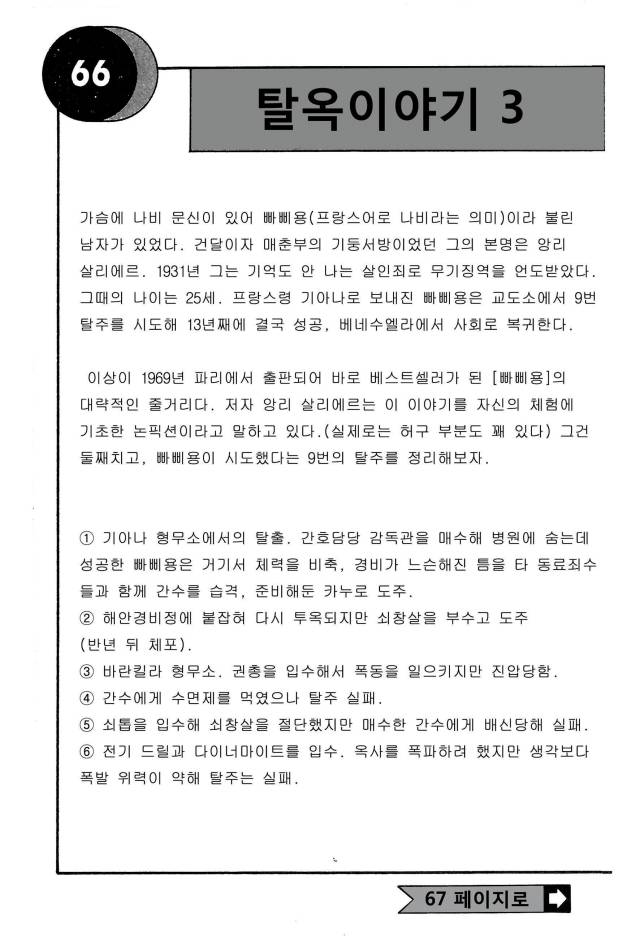 66
탈옥이야기 3
가슴에 나비 문신이 있어 빠삐용(프랑스어로 나비라는 의미)이라 불린
남자가 있었다. 건달이자 매춘부의 기둥서방이었던 그의 본명은 앙리
살리에르. 1931년 그는 기억도 안 나는 살인죄로 무기징역을 언도받았다.
그때의 나이는 25세. 프랑스령 기아나로 보내진 빠삐용은 교도소에서 9번
탈주를 시도해 13년째에 결국 성공, 베네수엘라에서 사회로 복귀한다.
이상이 1969년 파리에서 출판되어 바로 베스트셀러가 된 [빠삐용]의
대략적인 줄거리다. 저자 앙리 살리에르는 이 이야기를 자신의 체험에
기초한 논픽션이라고 말하고 있다.(실제로는 허구 부분도 꽤 있다) 그건
둘째치고, 빠삐용이 시도했다는 9번의 탈주를 정리해보자.
① 기아나 형무소에서의 탈출. 간호담당 감독관을 매수해 병원에 숨는데
성공한 빠삐용은 거기서 체력을 비축, 경비가 느슨해진 틈을 타 동료죄수
들과 함께 간수를 습격, 준비해둔 카누로 도주.
② 해안경비정에 붙잡혀 다시 투옥되지만 쇠창살을 부수고 도주
(반년 뒤 체포).
③ 바란킬라 형무소. 권총을 입수해서 폭동을 일으키지만 진압당함.
④ 간수에게 수면제를 먹였으나 탈주 실패.
⑤ 쇠톱을 입수해 쇠창살을 절단했지만 매수한 간수에게 배신당해 실패.
⑥ 전기 드릴과 다이너마이트를 입수. 옥사를 폭파하려 했지만 생각보다
폭발 위력이 약해 탈주는 실패.
67 페이지로